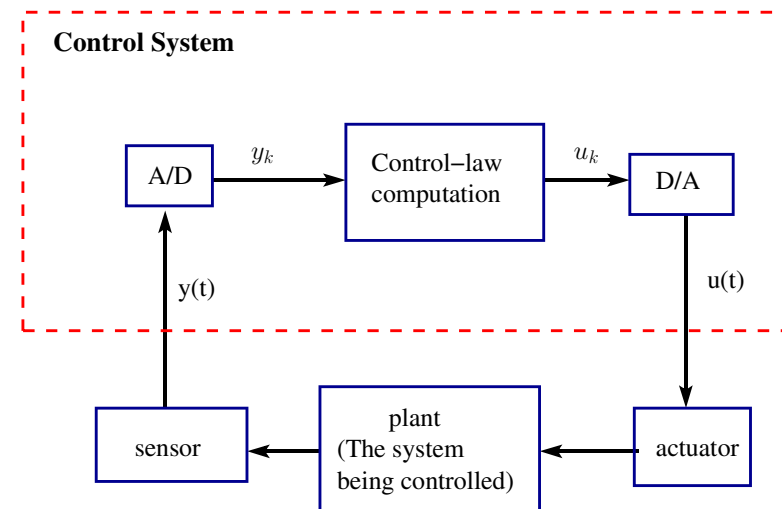 Control System
A/D
y_k
Control−law
computation
u_k
D/A
y(t)
u(t)
sensor
plant
(The system
being controlled)
actuator